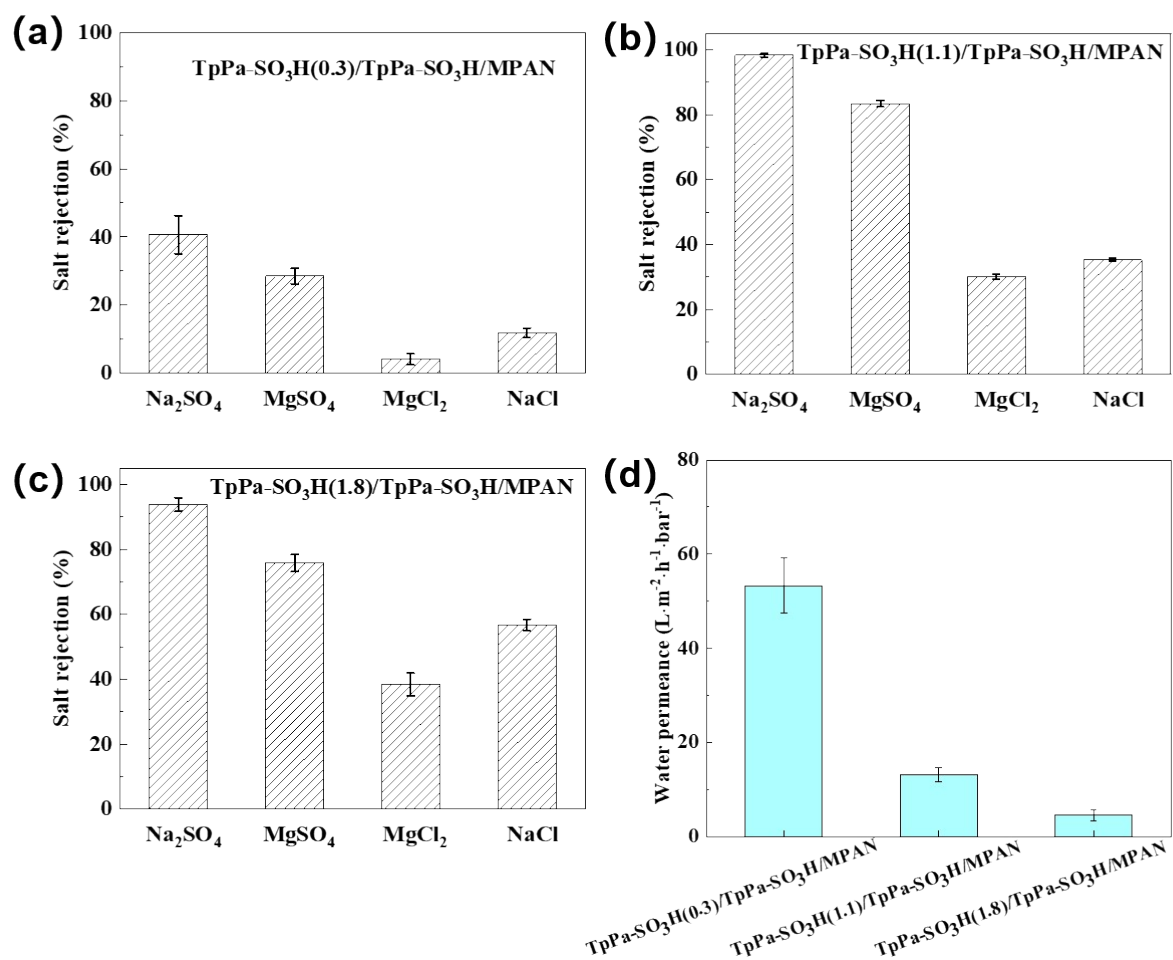 (a)
TpPa-SO₃H(0.3)/TpPa-SO₃H/MPAN
Salt rejection (%)
100
80
60
40
20
0
Na₂SO₄ MgSO₄ MgCl₂ NaCl
(b)
TpPa-SO₃H(1.1)/TpPa-SO₃H/MPAN
Salt rejection (%)
100
80
60
40
20
0
Na₂SO₄ MgSO₄ MgCl₂ NaCl
(c)
TpPa-SO₃H(1.8)/TpPa-SO₃H/MPAN
Salt rejection (%)
100
80
60
40
20
0
Na₂SO₄ MgSO₄ MgCl₂ NaCl
(d)
Water permeance (L·m⁻²·h⁻¹·bar⁻¹)
80
60
40
20
0
TpPa-SO₃H(0.3)/TpPa-SO₃H/MPAN
TpPa-SO₃H(1.1)/TpPa-SO₃H/MPAN
TpPa-SO₃H(1.8)/TpPa-SO₃H/MPAN